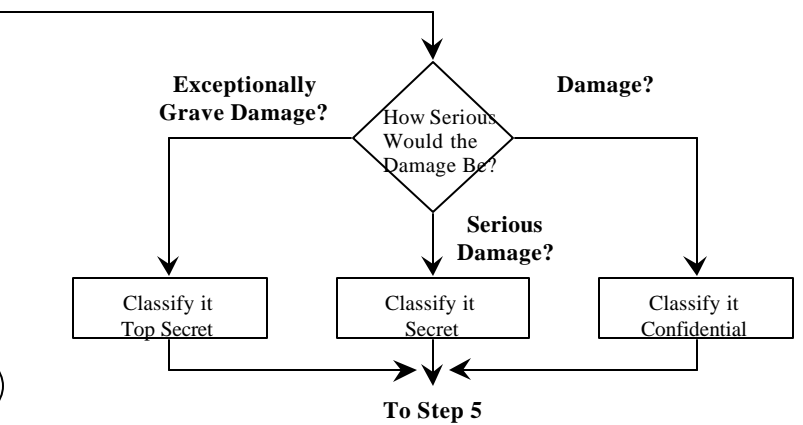 Exceptionally
Grave Damage?
Damage?
How Serious
Would the
Damage Be?
Serious
Damage?
Classify it
Top Secret
Classify it
Secret
Classify it
Confidential
To Step 5